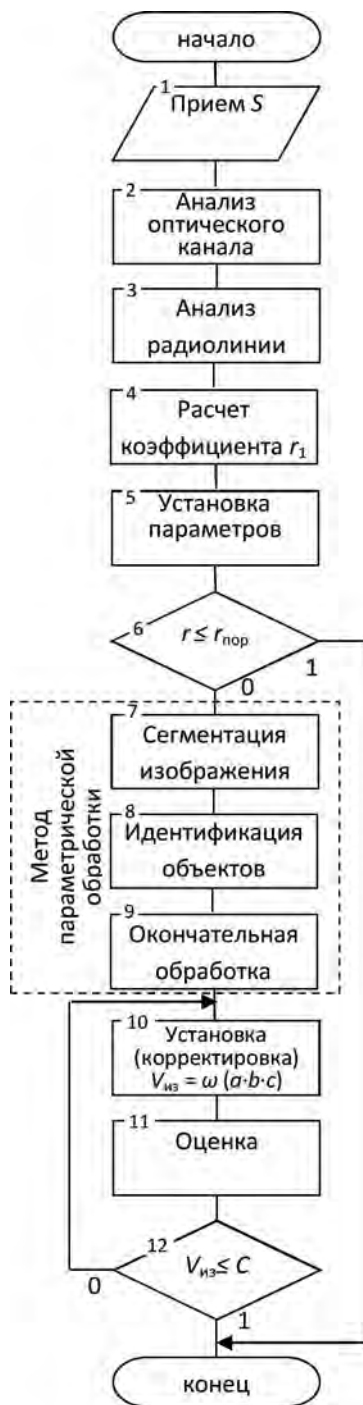 начало
1
Прием S
2
Анализ
оптического
канала
3
Анализ
радиолинии
4
Расчет
коэффициента r₁
5
Установка
параметров
6
r ≤ rпор
1
0
Метод
параметрической
обработки
7
Сегментация
изображения
8
Идентификация
объектов
9
Окончательная
обработка
10
Установка
(корректировка)
Vиз = ω (a·b·c)
11
Оценка
12
Vиз ≤ C
0
1
конец